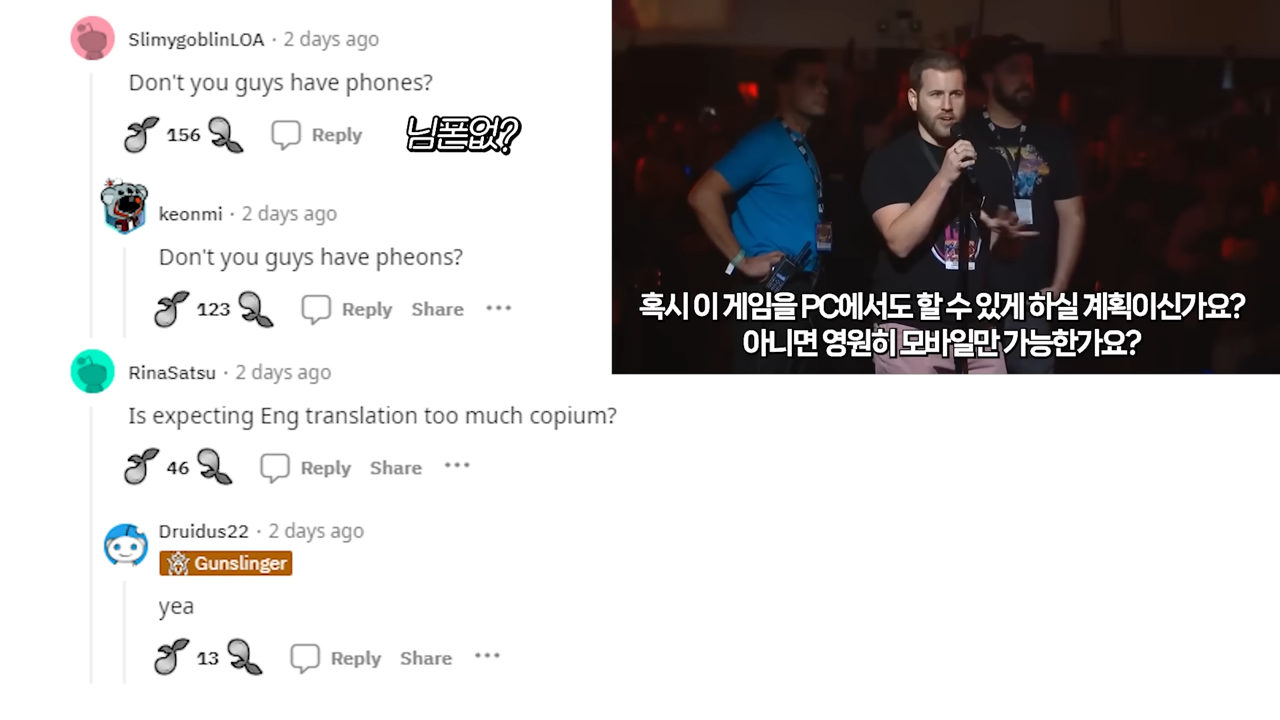 SlimygoblinLOA · 2 days ago
Don't you guys have phones?
156 Reply
님폰없?
keonmi · 2 days ago
Don't you guys have pheons?
123 Reply Share ···
RinaSatsu · 2 days ago
Is expecting Eng translation too much copium?
46 Reply Share ···
Druidus22 · 2 days ago
Gunslinger
yea
13 Reply Share ···
혹시 이 게임을 PC에서도 할 수 있게 하실 계획이신가요?
아니면 영원히 모바일만 가능한가요?